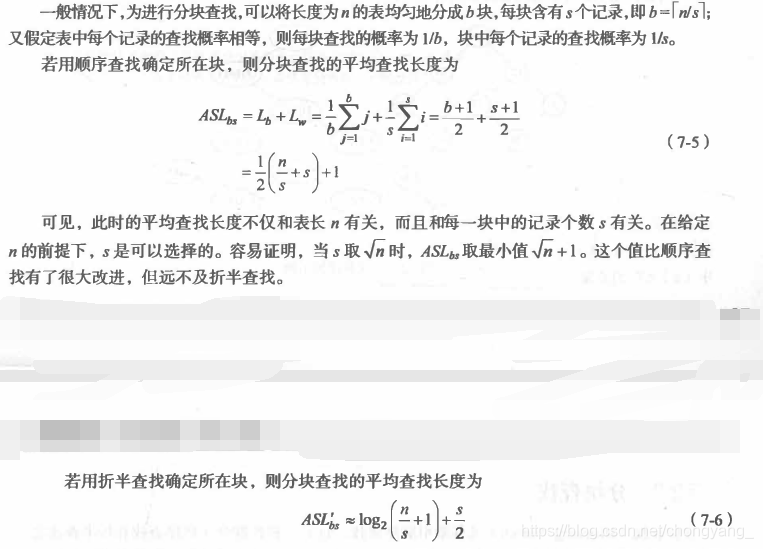 一般情况下,为进行分块查找,可以将长度为 n 的表均匀地分成 b 块,每块含有 s 个记录,即 b=⌈n/s⌉;
又假定表中每个记录的查找概率相等,则每块查找的概率为 1/b,块中每个记录的查找概率为 1/s。
若用顺序查找确定所在块,则分块查找的平均查找长度为
ASL_{bs} = L_b + L_w = \frac{1}{b}\sum_{j=1}^{b} j + \frac{1}{s}\sum_{i=1}^{s} i = \frac{b+1}{2} + \frac{s+1}{2}
(7-5)
= \frac{1}{2}\left(\frac{n}{s}+s\right)+1
可见,此时的平均查找长度不仅和表长 n 有关,而且和每一块中的记录个数 s 有关。在给定
n 的前提下,s 是可以选择的。容易证明,当 s 取 √n 时,ASL_{bs} 取最小值 √n + 1。这个值比顺序查
找有了很大改进,但远不及折半查找。
若用折半查找确定所在块,则分块查找的平均查找长度为
ASL'_{bs} ≈ \log_2\left(\frac{n}{s}+1\right)+\frac{s}{2} (7-6)
https://blog.csdn.net/chongyang_